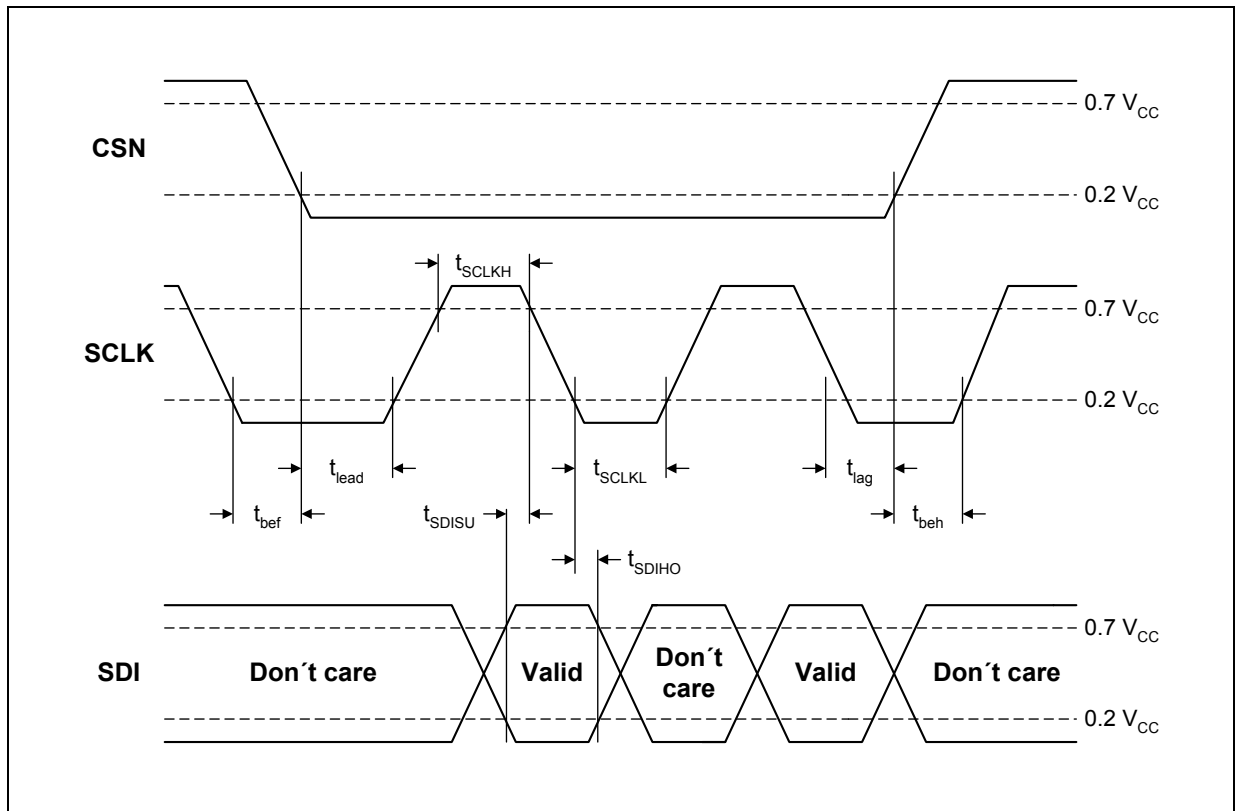 0.7 VCC
CSN
0.2 VCC
tSCLKH
0.7 VCC
SCLK
0.2 VCC
tlead
tSCLKL
tlag
tbef
tSDISU
tbeh
tSDIHO
0.7 VCC
SDI
Don´t care
Valid
Don´t
care
Valid
Don´t care
0.2 VCC